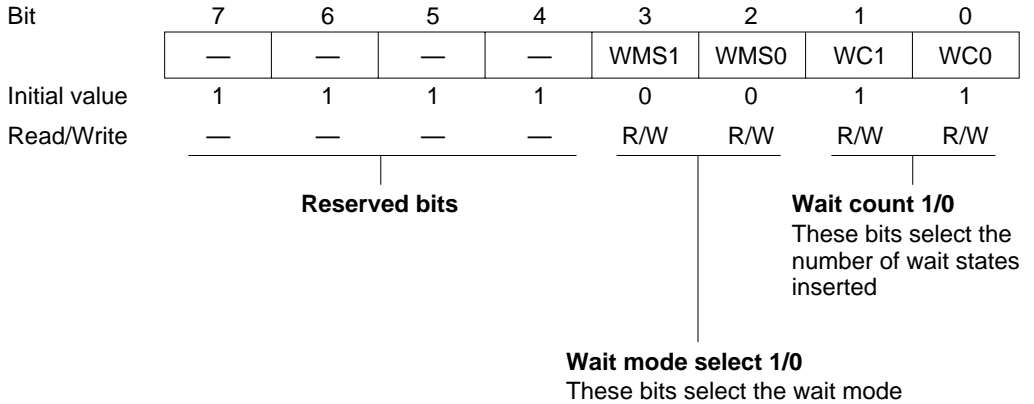 Bit 7 6 5 4 3 2 1 0
— — — — WMS1 WMS0 WC1 WC0
Initial value 1 1 1 1 0 0 1 1
Read/Write — — — — R/W R/W R/W R/W
Reserved bits
Wait count 1/0
These bits select the
number of wait states
inserted
Wait mode select 1/0
These bits select the wait mode